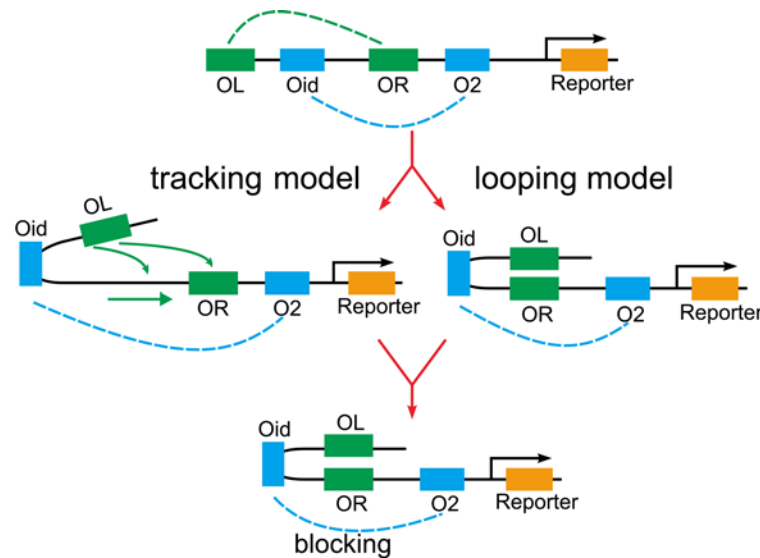 OL Oid OR O2 Reporter
tracking model looping model
Oid OL OR O2 Reporter
Oid OL OR O2 Reporter
Oid OL OR O2 Reporter
blocking